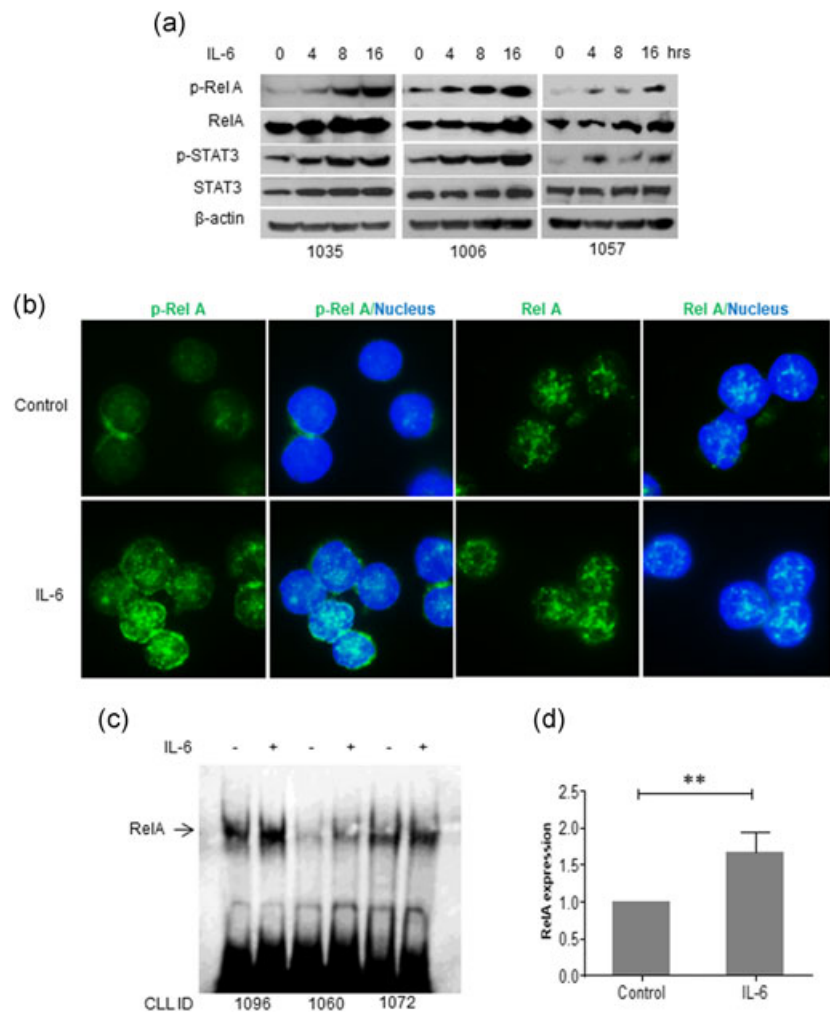 (a)
IL-6 0 4 8 16 0 4 8 16 0 4 8 16 hrs
p-Rel A
RelA
p-STAT3
STAT3
β-actin
1035 1006 1057
(b)
p-Rel A p-Rel A/Nucleus Rel A Rel A/Nucleus
Control
IL-6
(c)
IL-6 - + - + - +
RelA →
CLL ID 1096 1060 1072
(d)
**
RelA expression
2.5
2.0
1.5
1.0
0.5
0.0
Control IL-6